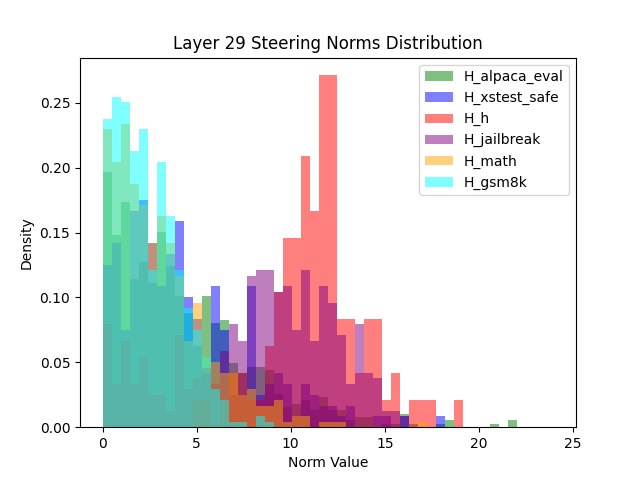 Layer 29 Steering Norms Distribution
H_alpaca_eval
H_xstest_safe
H_h
H_jailbreak
H_math
H_gsm8k
Density
0.25
0.20
0.15
0.10
0.05
0.00
0 5 10 15 20 25
Norm Value